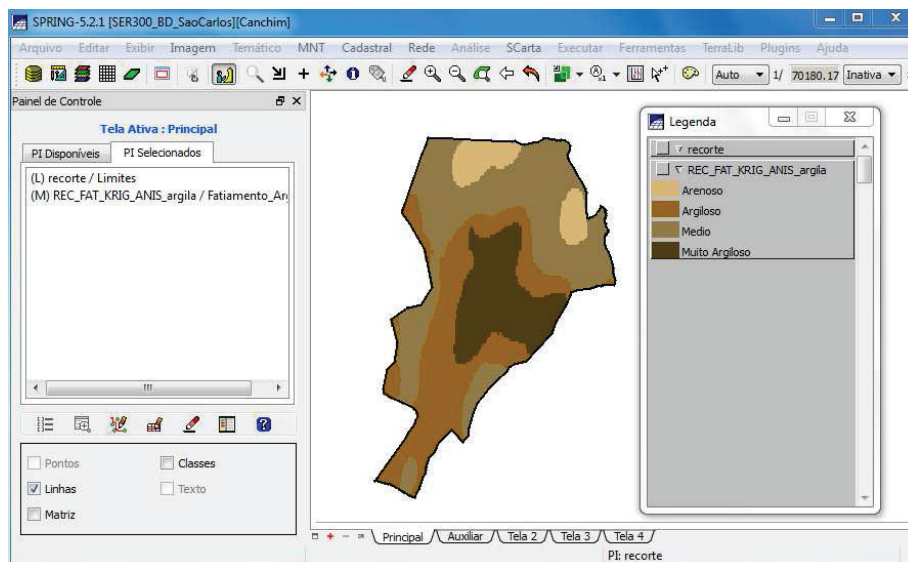 SPRING-5.2.1 [SER300_BD_SaoCarlos][Canchim]
Arquivo Editar Exibir Imagem Temático MNT Cadastral Rede Análise SCarta Executar Ferramentas TerraLib Plugins Ajuda
Auto 1/ 70180.17 Inativa
Painel de Controle
Tela Ativa : Principal
PI Disponíveis PI Selecionados
(L) recorte / Limites
(M) REC_FAT_KRIG_ANIS_argila / Fatiamento_Arg
Pontos Classes
Linhas Texto
Matriz
Legenda
recorte
REC_FAT_KRIG_ANIS_argila
Arenoso
Argiloso
Medio
Muito Argiloso
Principal Auxiliar Tela 2 Tela 3 Tela 4
PI: recorte